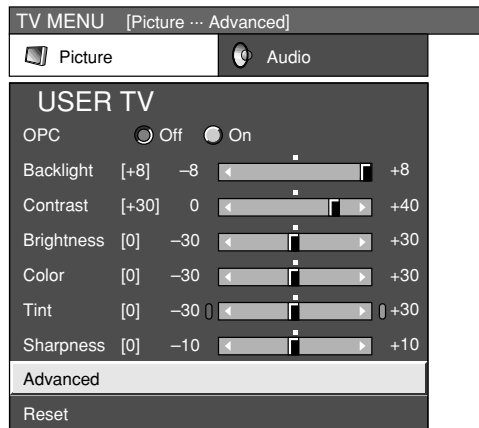 TV MENU [Picture ··· Advanced]
Picture Audio
USER TV
OPC Off On
Backlight [+8] –8 +8
Contrast [+30] 0 +40
Brightness [0] –30 +30
Color [0] –30 +30
Tint [0] –30 +30
Sharpness [0] –10 +10
Advanced
Reset